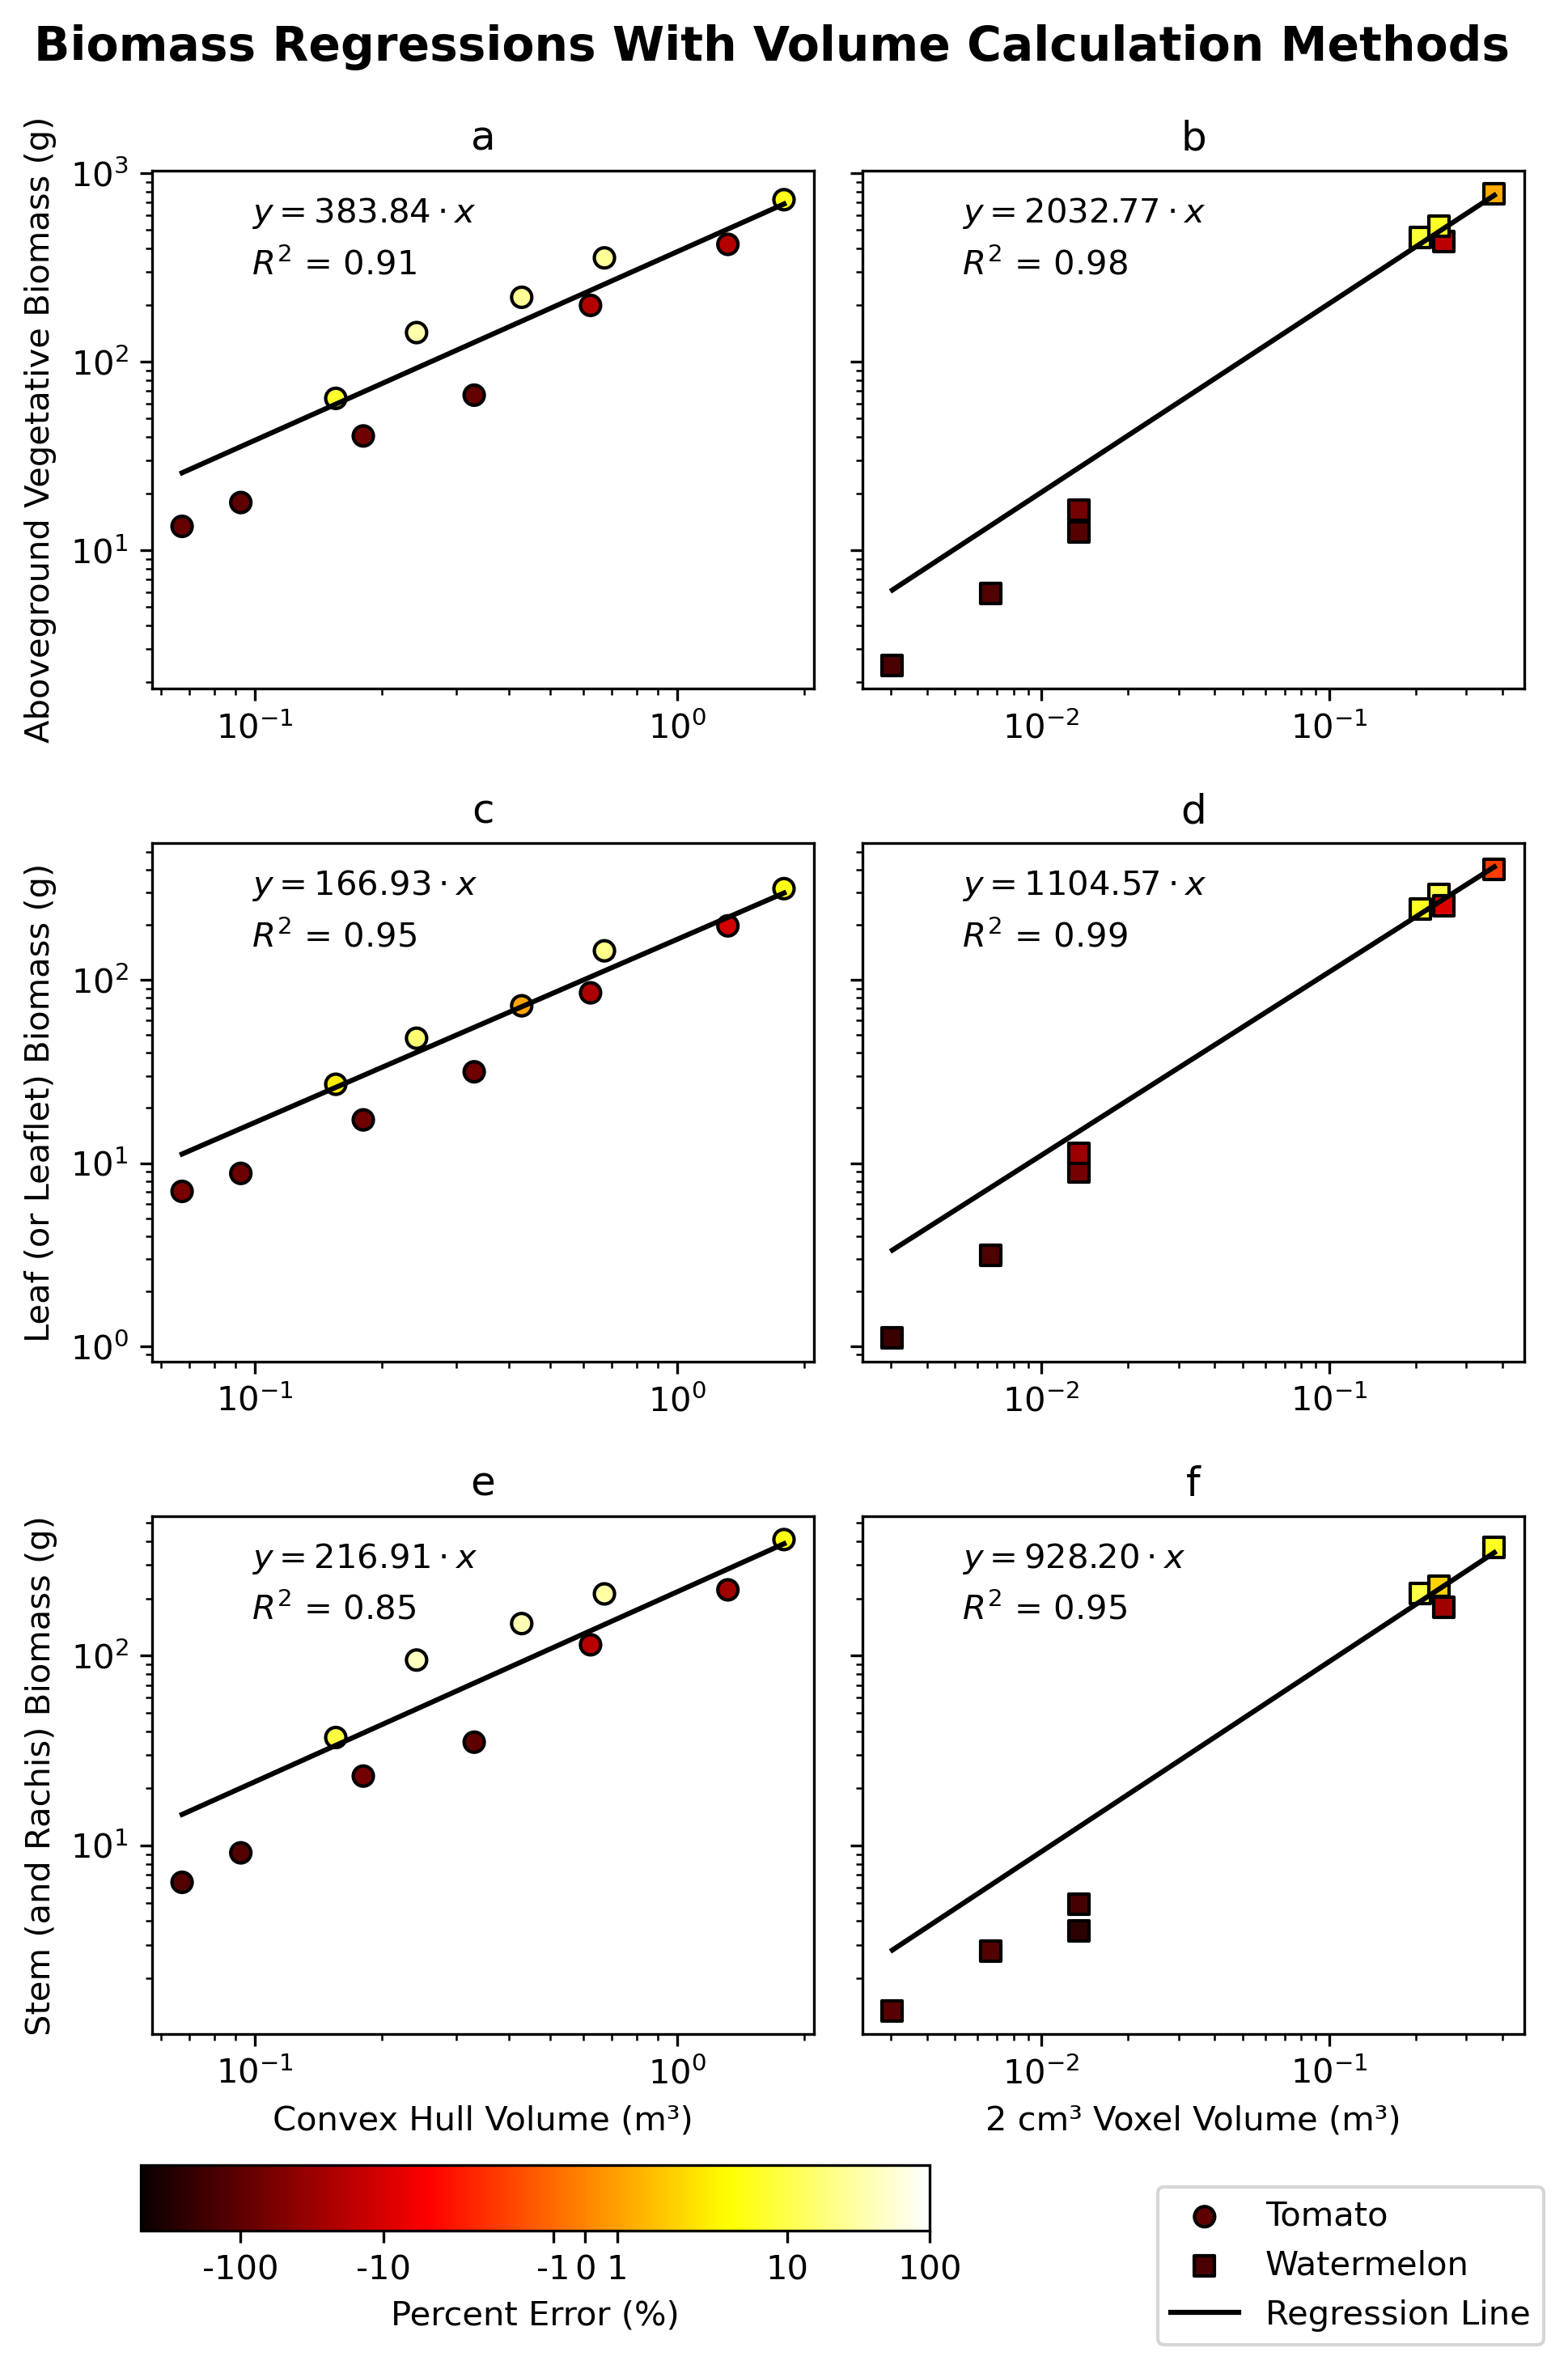 Biomass Regressions With Volume Calculation Methods
a
b
Aboveground Vegetative Biomass (g)
10³
10²
10¹
y = 383.84 · x
R² = 0.91
y = 2032.77 · x
R² = 0.98
10⁻¹ 10⁰
10⁻² 10⁻¹
c
d
Leaf (or Leaflet) Biomass (g)
10²
10¹
10⁰
y = 166.93 · x
R² = 0.95
y = 1104.57 · x
R² = 0.99
10⁻¹ 10⁰
10⁻² 10⁻¹
e
f
Stem (and Rachis) Biomass (g)
10²
10¹
y = 216.91 · x
R² = 0.85
y = 928.20 · x
R² = 0.95
10⁻¹ 10⁰
10⁻² 10⁻¹
Convex Hull Volume (m³)
2 cm³ Voxel Volume (m³)
-100 -10 -1 0 1 10 100
Percent Error (%)
Tomato
Watermelon
Regression Line